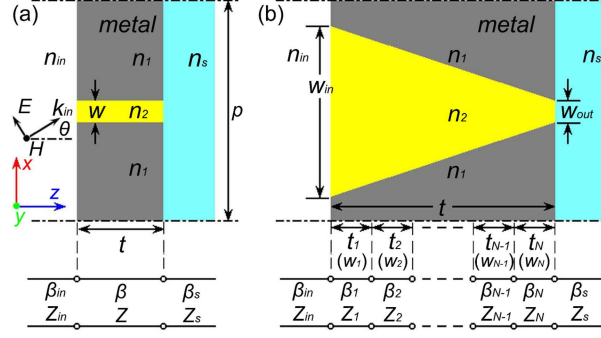 (a)
metal
n_in
n_1
n_s
E
k_in
w
n_2
p
H
θ
n_1
x
y
z
t
β_in
β
β_s
Z_in
Z
Z_s
(b)
metal
n_in
n_1
n_s
w_in
n_2
w_out
n_1
t
t_1
t_2
t_N-1
t_N
(w_1)
(w_2)
(w_N-1)
(w_N)
β_in
β_1
β_2
β_N-1
β_N
β_s
Z_in
Z_1
Z_2
Z_N-1
Z_N
Z_s